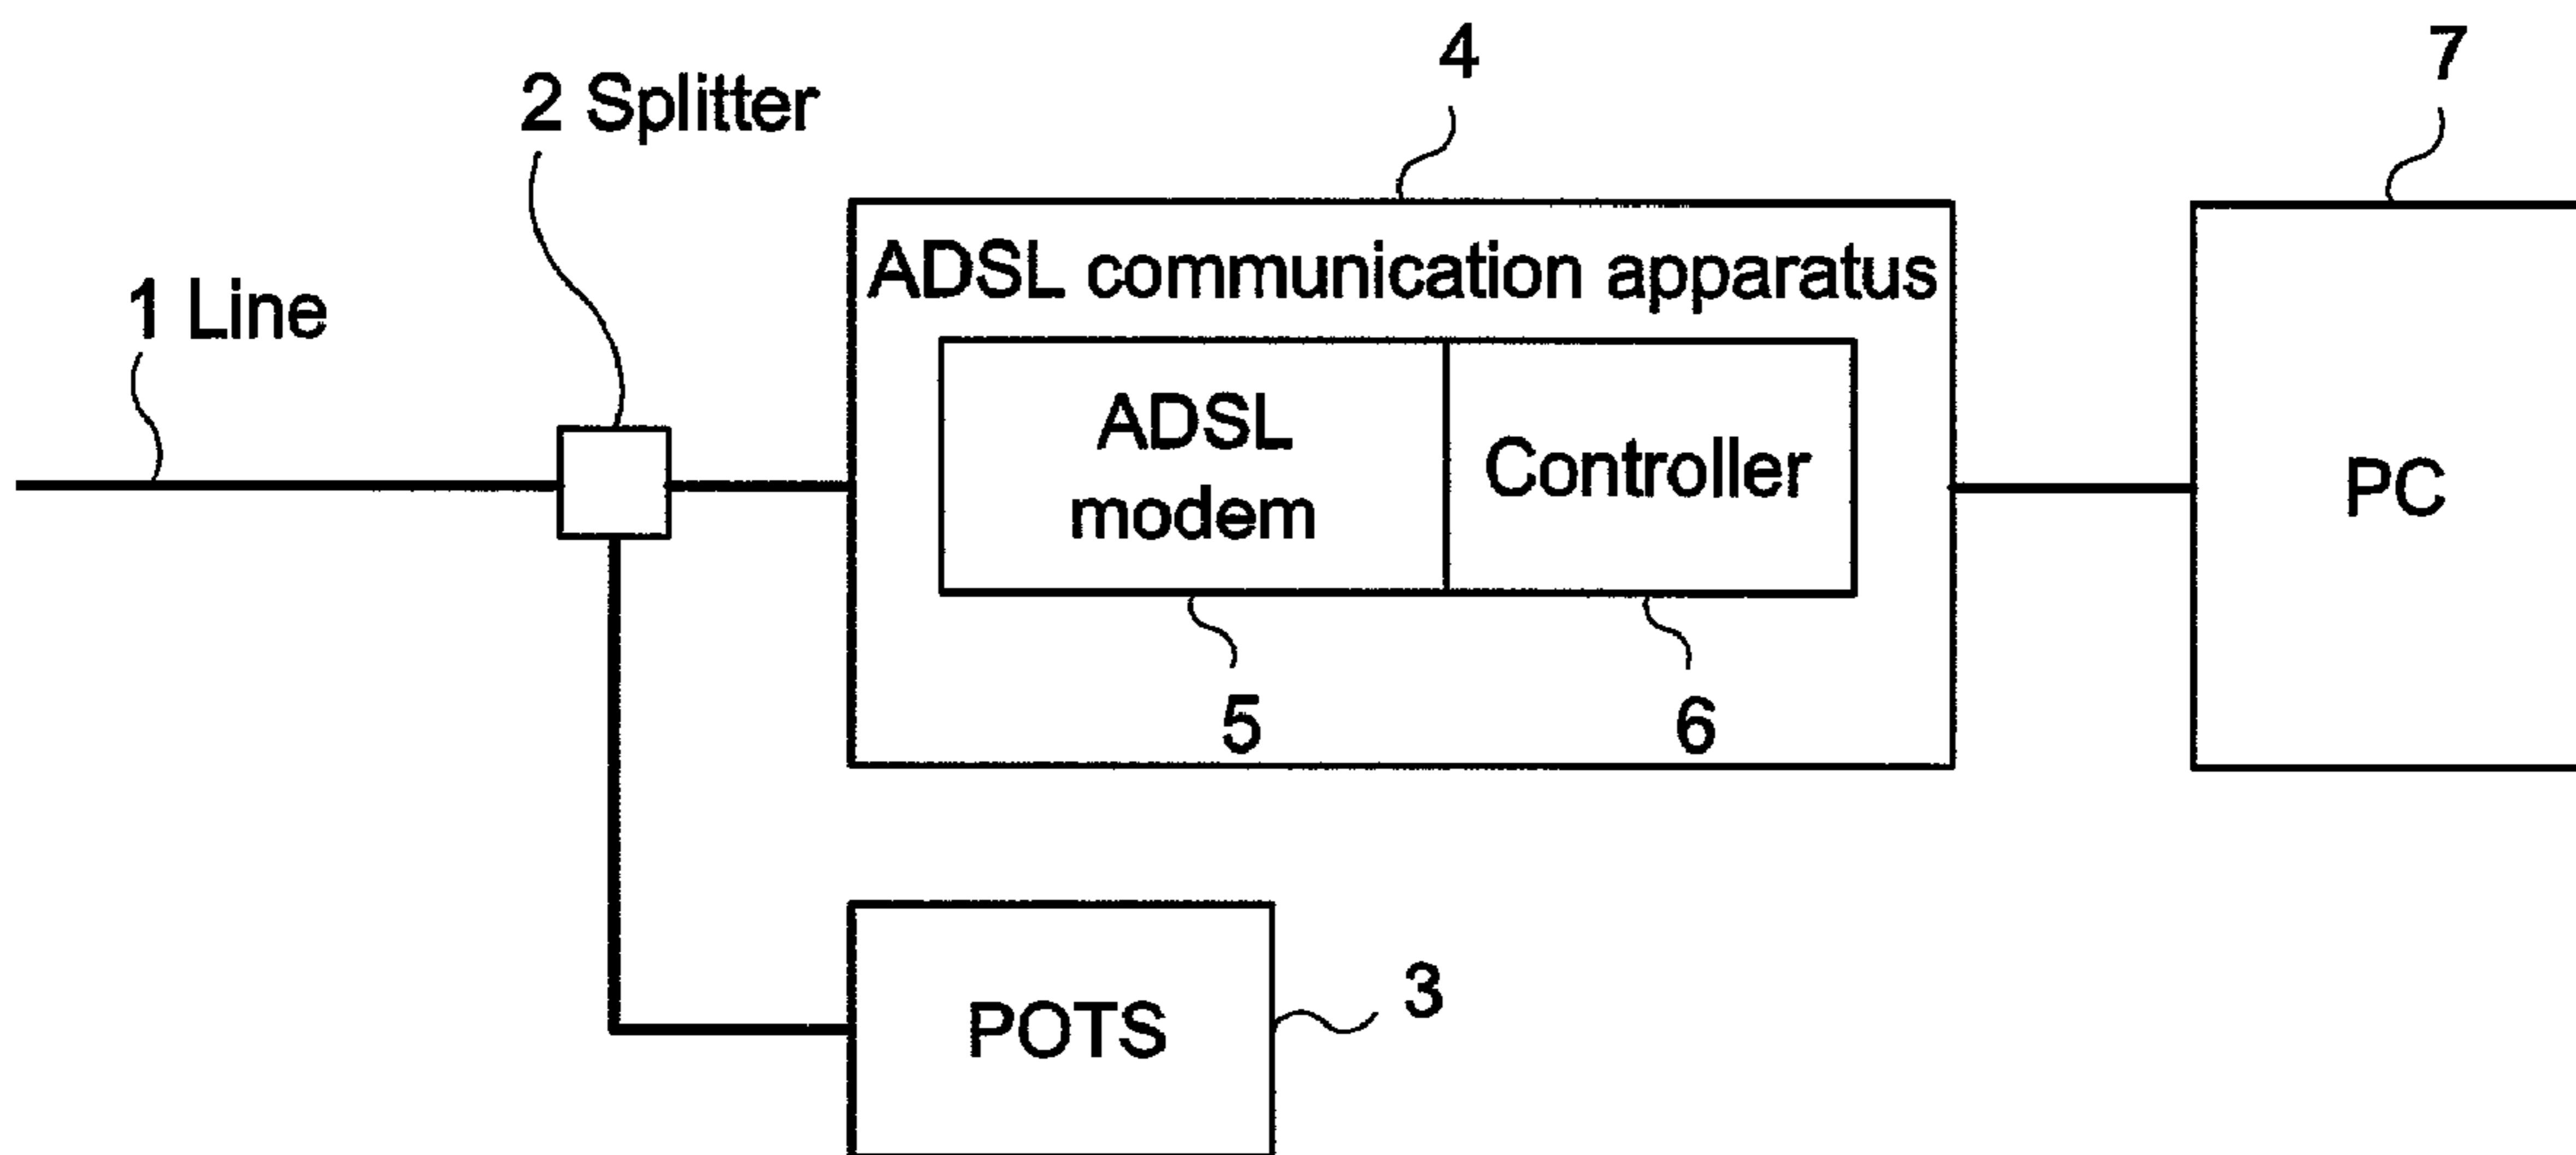 4
7
2 Splitter
1 Line
ADSL communication apparatus
ADSL
modem
Controller
PC
5
6
POTS
3